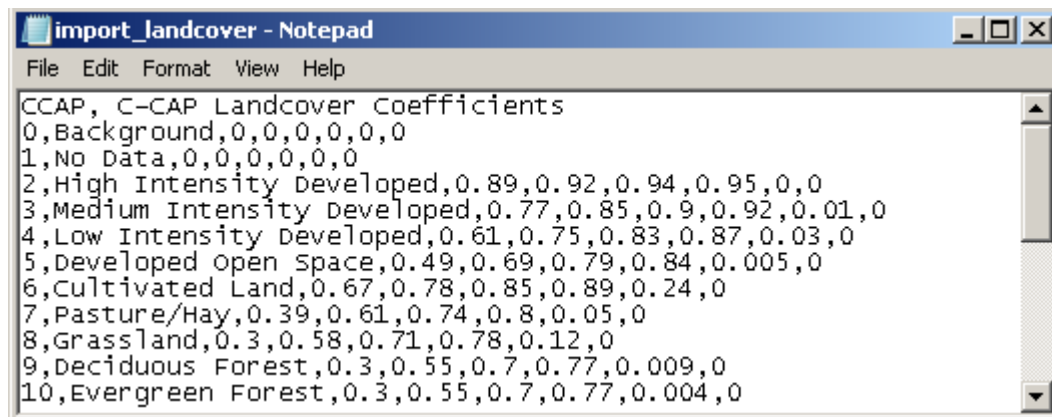 import_landcover - Notepad
File Edit Format View Help
CCAP, C-CAP Landcover Coefficients
0,Background,0,0,0,0,0,0
1,No Data,0,0,0,0,0,0
2,High Intensity Developed,0.89,0.92,0.94,0.95,0,0
3,Medium Intensity Developed,0.77,0.85,0.9,0.92,0.01,0
4,Low Intensity Developed,0.61,0.75,0.83,0.87,0.03,0
5,Developed Open Space,0.49,0.69,0.79,0.84,0.005,0
6,Cultivated Land,0.67,0.78,0.85,0.89,0.24,0
7,Pasture/Hay,0.39,0.61,0.74,0.8,0.05,0
8,Grassland,0.3,0.58,0.71,0.78,0.12,0
9,Deciduous Forest,0.3,0.55,0.7,0.77,0.009,0
10,Evergreen Forest,0.3,0.55,0.7,0.77,0.004,0